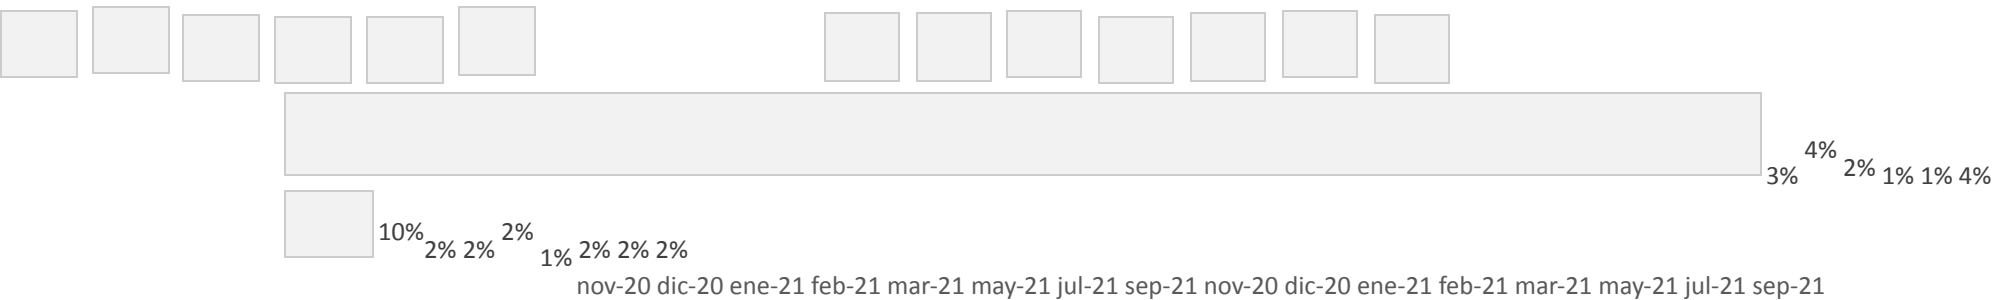 3% 4% 2% 1% 1% 4%
10% 2% 2% 2% 1% 2% 2% 2%
nov-20 dic-20 ene-21 feb-21 mar-21 may-21 jul-21 sep-21 nov-20 dic-20 ene-21 feb-21 mar-21 may-21 jul-21 sep-21